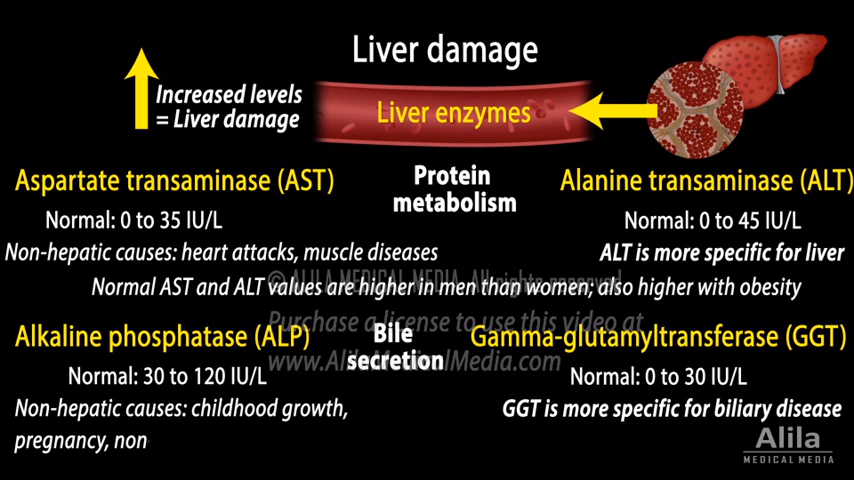 Liver damage
Increased levels
= Liver damage
Liver enzymes
Aspartate transaminase (AST)
Protein
metabolism
Alanine transaminase (ALT)
Normal: 0 to 35 IU/L
Normal: 0 to 45 IU/L
Non-hepatic causes: heart attacks, muscle diseases
ALT is more specific for liver
© ALILA MEDICAL MEDIA. All rights reserved
Normal AST and ALT values are higher in men than women; also higher with obesity
Purchase a license to use this video at
Alkaline phosphatase (ALP)
Bile
secretion
Gamma-glutamyltransferase (GGT)
www.AlilaMedicalMedia.com
Normal: 30 to 120 IU/L
Normal: 0 to 30 IU/L
Non-hepatic causes: childhood growth,
pregnancy, non
GGT is more specific for biliary disease
Alila
MEDICAL MEDIA